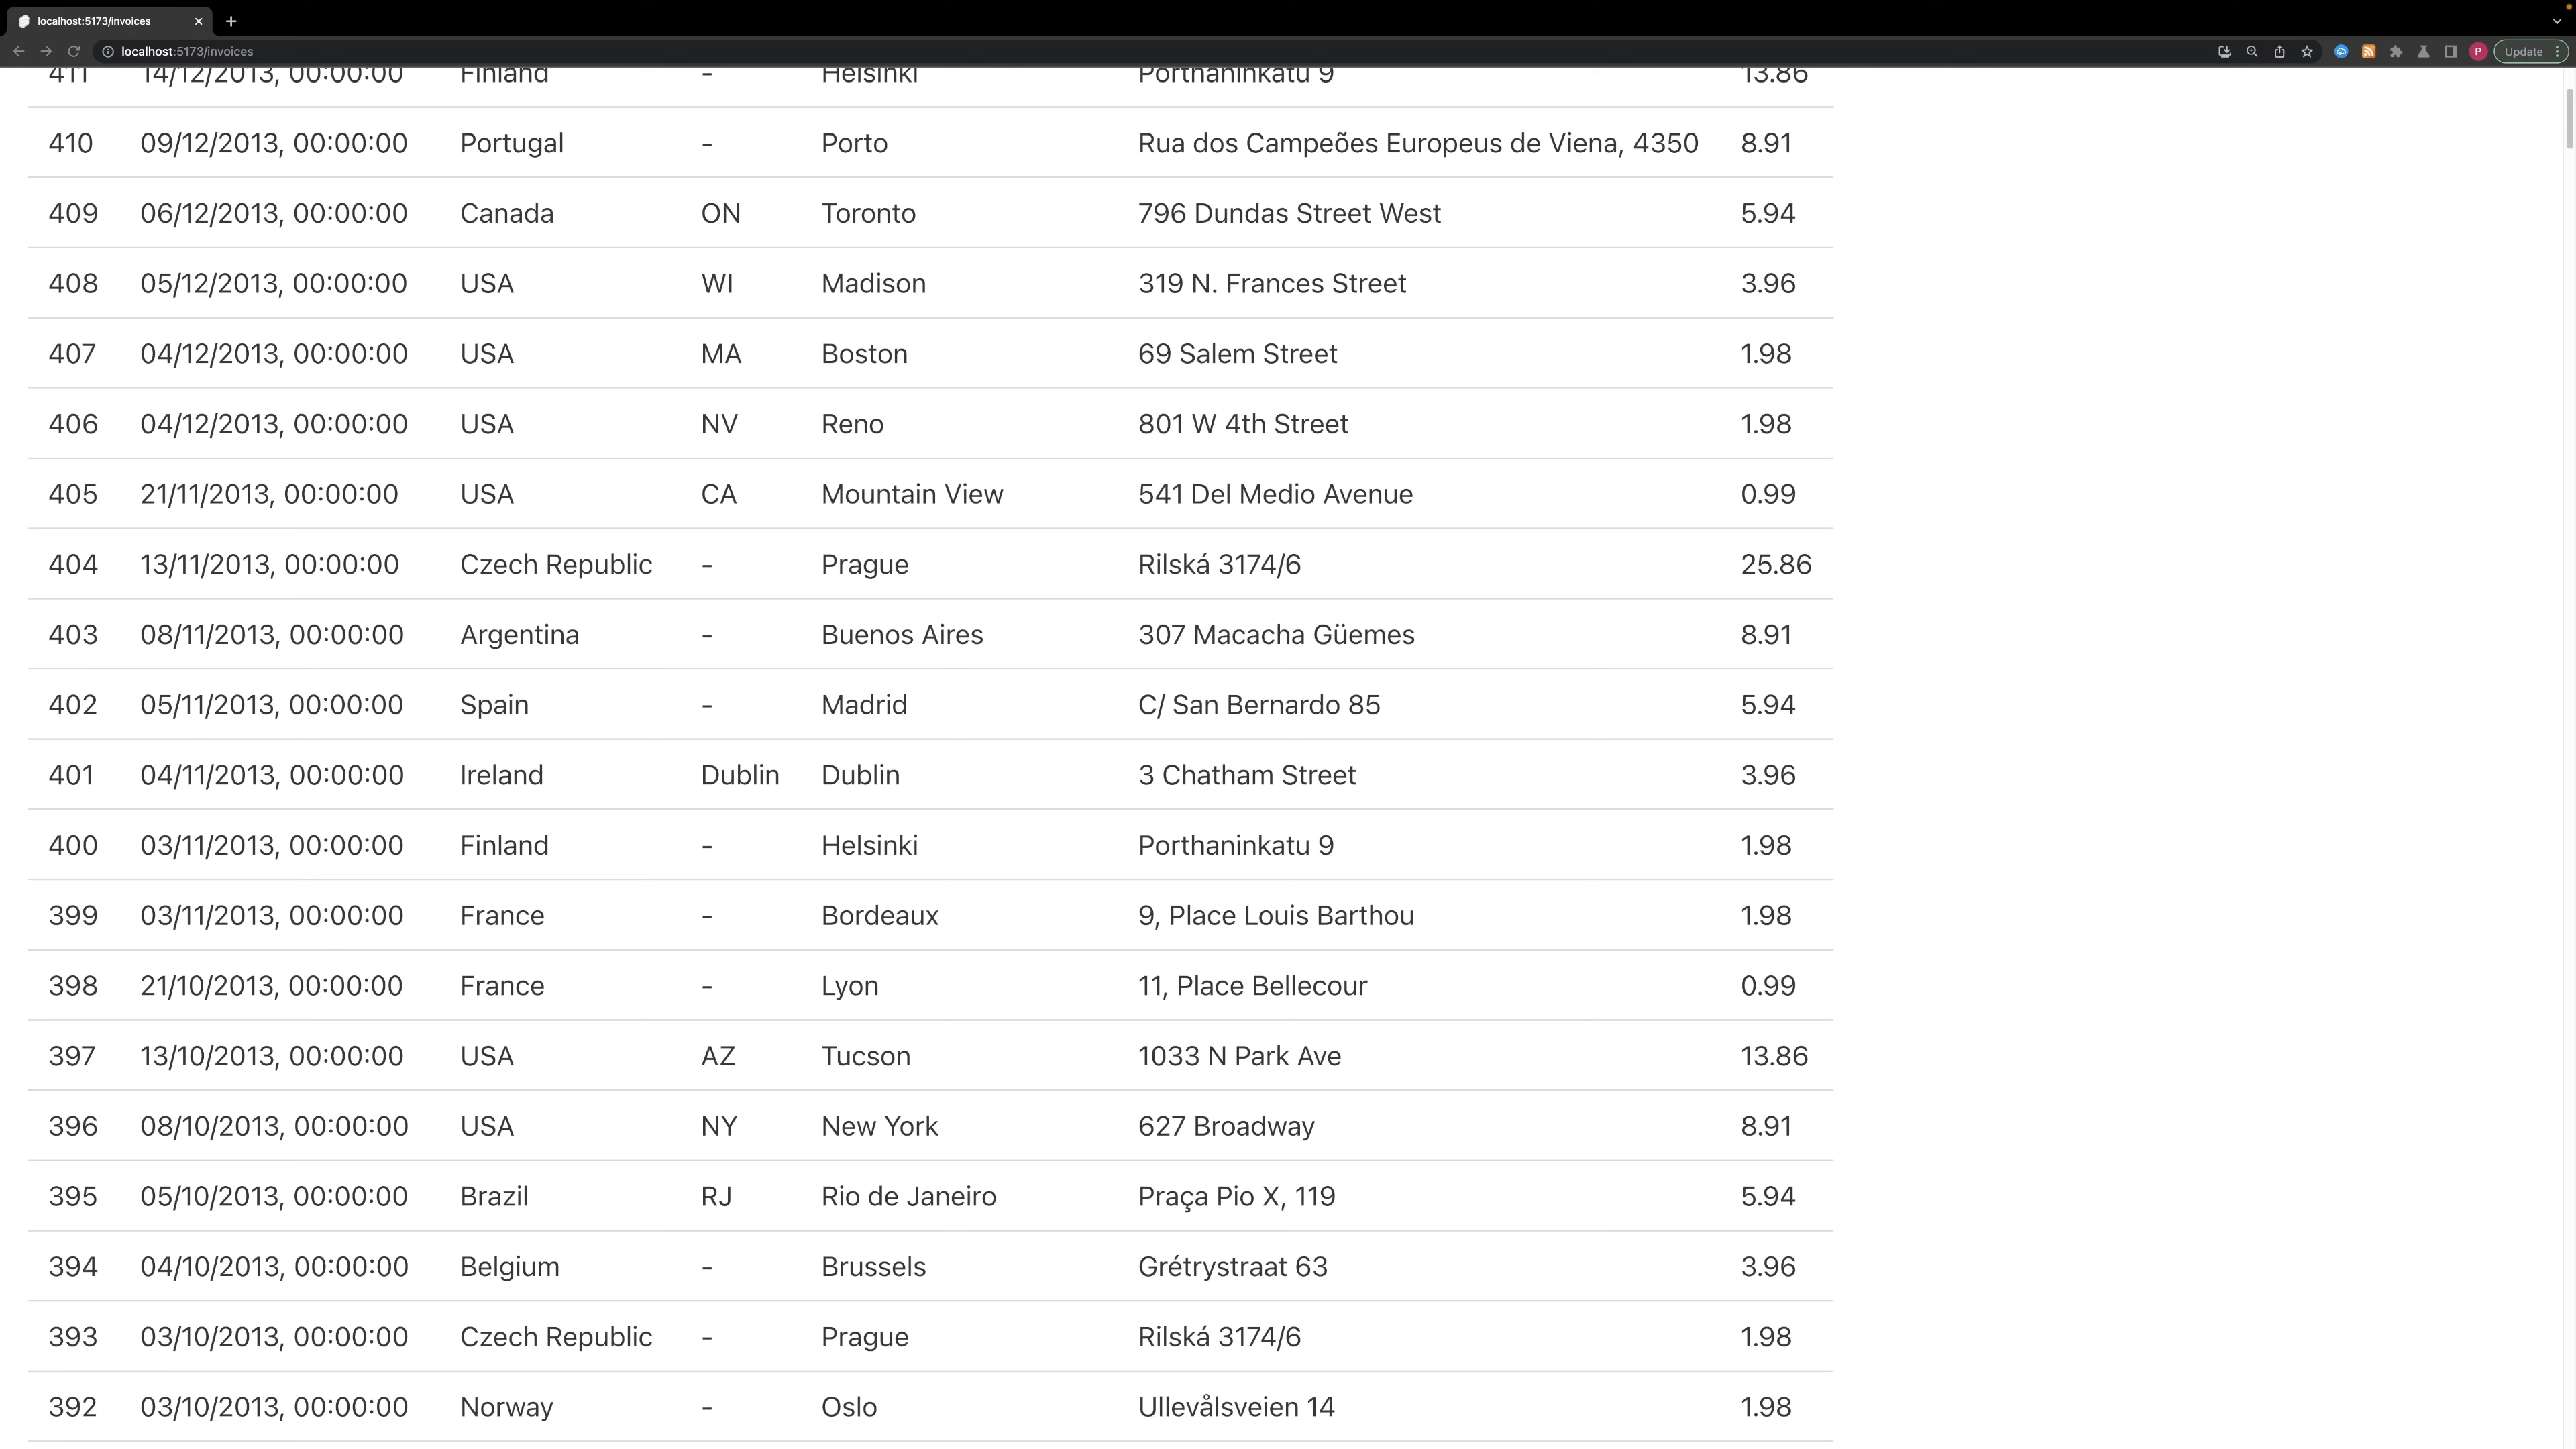 localhost:5173/invoices
localhost:5173/invoices
P
Update
411 14/12/2013, 00:00:00 Finland - Helsinki Porthaninkatu 9 13.86
410 09/12/2013, 00:00:00 Portugal - Porto Rua dos Campeões Europeus de Viena, 4350 8.91
409 06/12/2013, 00:00:00 Canada ON Toronto 796 Dundas Street West 5.94
408 05/12/2013, 00:00:00 USA WI Madison 319 N. Frances Street 3.96
407 04/12/2013, 00:00:00 USA MA Boston 69 Salem Street 1.98
406 04/12/2013, 00:00:00 USA NV Reno 801 W 4th Street 1.98
405 21/11/2013, 00:00:00 USA CA Mountain View 541 Del Medio Avenue 0.99
404 13/11/2013, 00:00:00 Czech Republic - Prague Rilská 3174/6 25.86
403 08/11/2013, 00:00:00 Argentina - Buenos Aires 307 Macacha Güemes 8.91
402 05/11/2013, 00:00:00 Spain - Madrid C/ San Bernardo 85 5.94
401 04/11/2013, 00:00:00 Ireland Dublin Dublin 3 Chatham Street 3.96
400 03/11/2013, 00:00:00 Finland - Helsinki Porthaninkatu 9 1.98
399 03/11/2013, 00:00:00 France - Bordeaux 9, Place Louis Barthou 1.98
398 21/10/2013, 00:00:00 France - Lyon 11, Place Bellecour 0.99
397 13/10/2013, 00:00:00 USA AZ Tucson 1033 N Park Ave 13.86
396 08/10/2013, 00:00:00 USA NY New York 627 Broadway 8.91
395 05/10/2013, 00:00:00 Brazil RJ Rio de Janeiro Praça Pio X, 119 5.94
394 04/10/2013, 00:00:00 Belgium - Brussels Grétrystraat 63 3.96
393 03/10/2013, 00:00:00 Czech Republic - Prague Rilská 3174/6 1.98
392 03/10/2013, 00:00:00 Norway - Oslo Ullevålsveien 14 1.98